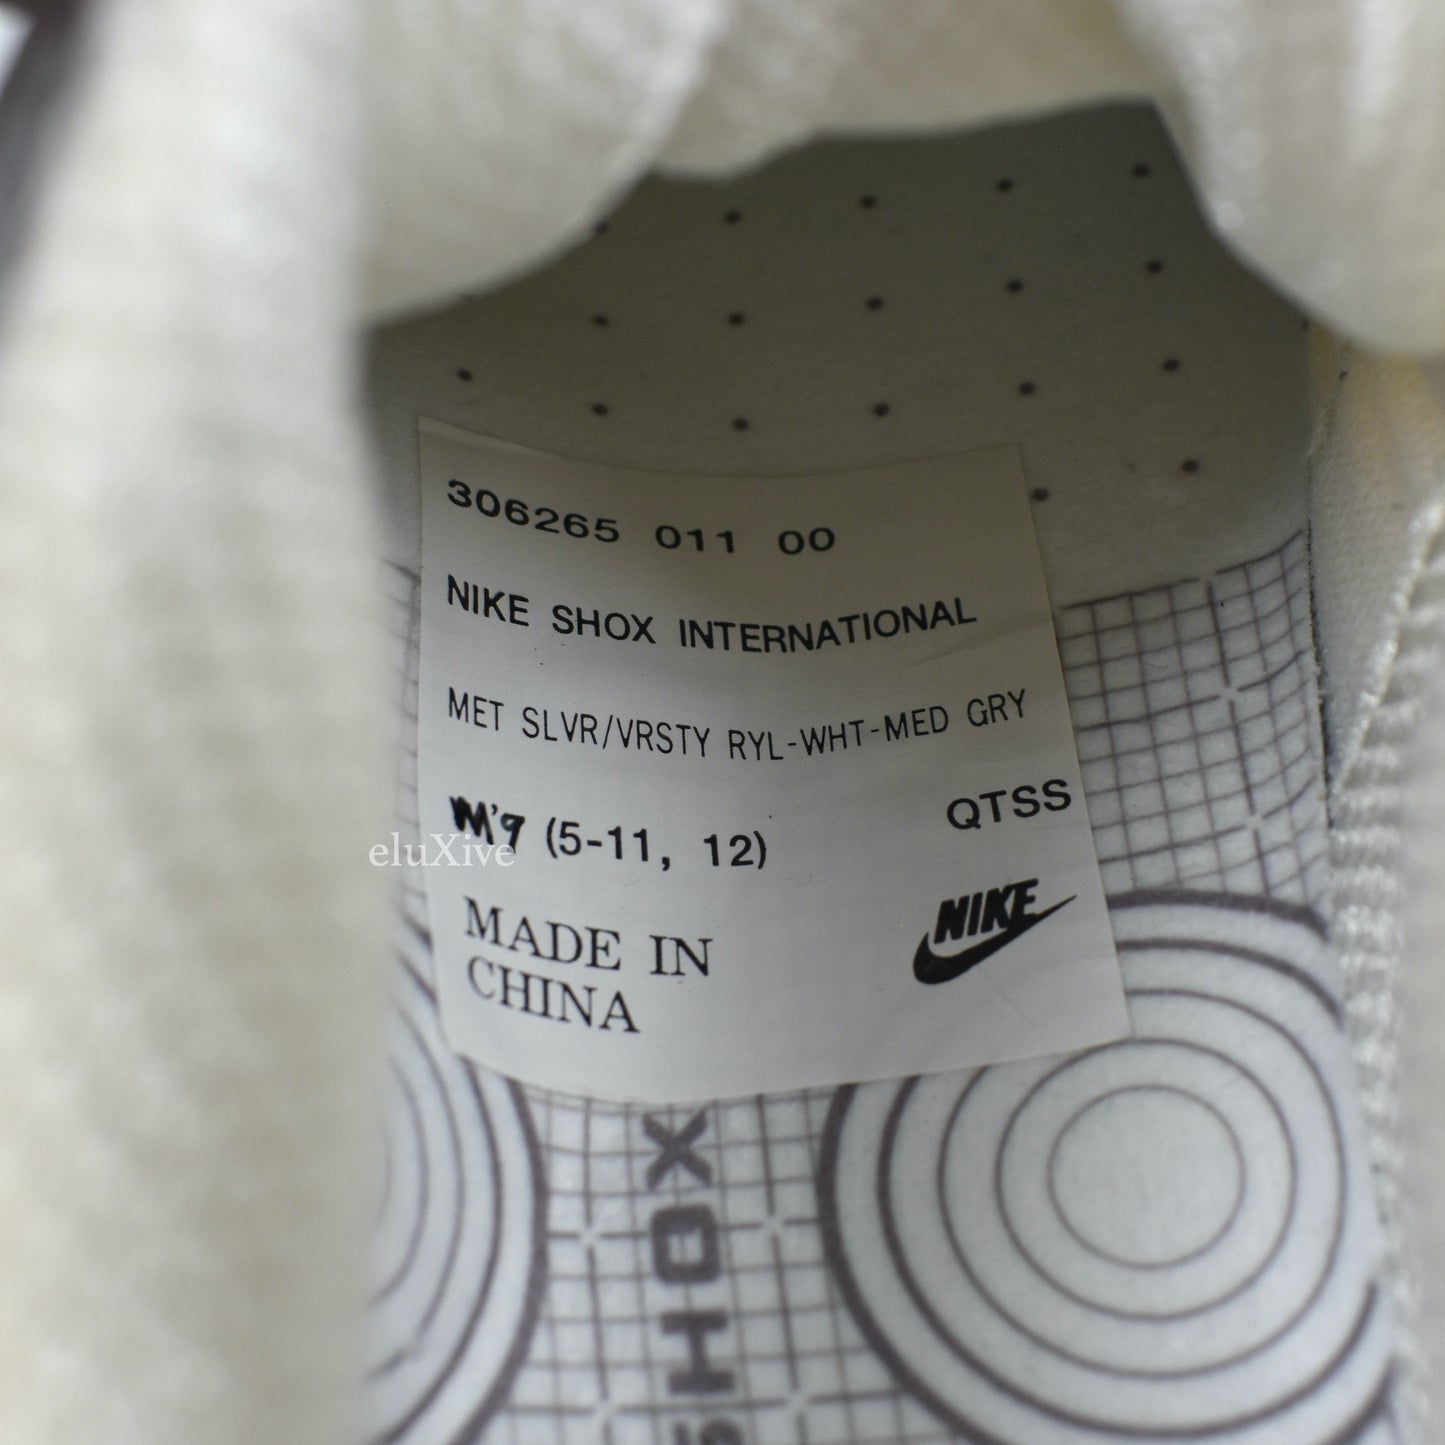 306265 011 00
NIKE SHOX INTERNATIONAL
MET SLVR/VRSTY RYL-WHT-MED GRY
QTSS
M'9 (5-11, 12)
eluXive
MADE IN
CHINA
NIKE
SHOX